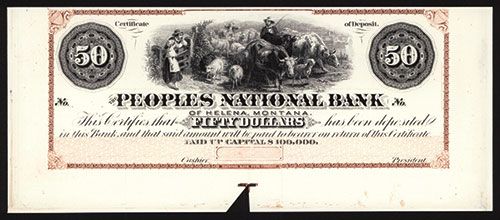 Certificate of Deposit.
50 50
No. PEOPLES NATIONAL BANK No.
OF HELENA, MONTANA.
This Certifies that FIFTY DOLLARS has been deposited
in this Bank, and that said amount will be paid to bearer on return of this Certificate.
PAID UP CAPITAL $100,000.
Cashier. President.